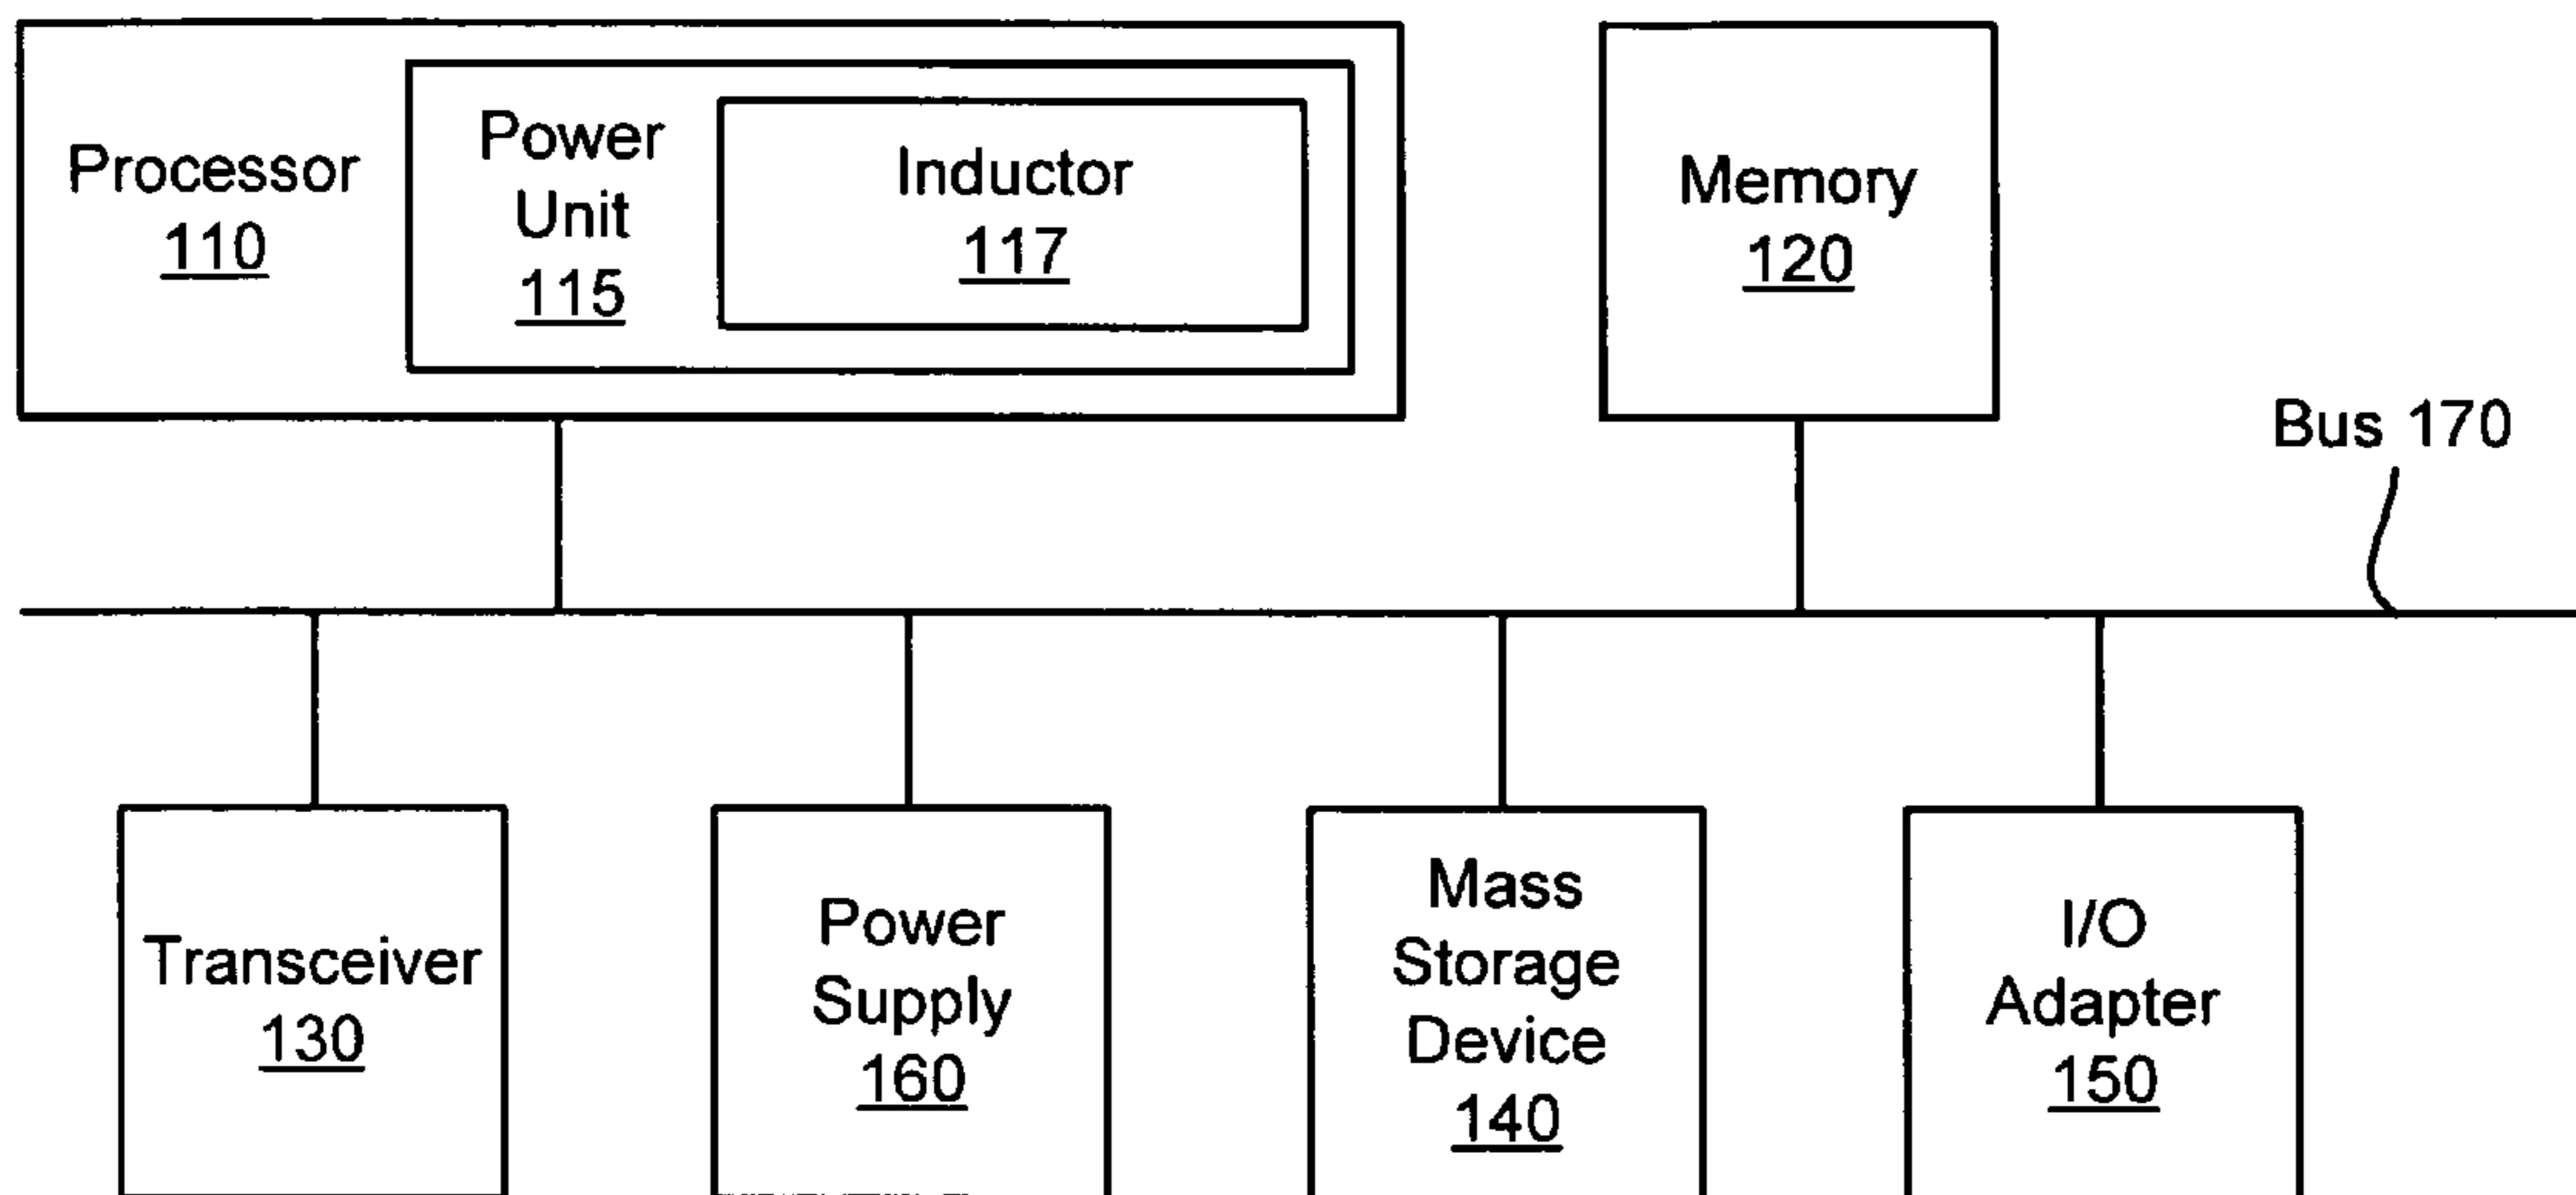 Processor
110
Power
Unit
115
Inductor
117
Memory
120
Bus 170
Transceiver
130
Power
Supply
160
Mass
Storage
Device
140
I/O
Adapter
150